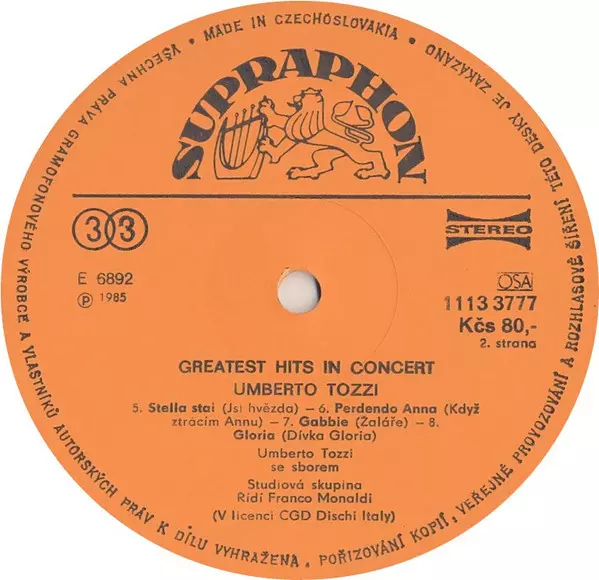 MADE IN CZECHOSLOVAKIA •
VŠECHNA PRÁVA GRAMOFONOVÉHO VÝROBCE A VLASTNÍKŮ AUTORSKÝCH PRÁV K DÍLU VYHRAŽENA. POŘIZOVÁNÍ KOPIÍ, VEŘEJNÉ PROVOZOVÁNÍ A ROZHLASOVÉ ŠÍŘENÍ TÉTO DESKY JE ZAKÁZÁNO •
SUPRAPHON
33
STEREO
E 6892
℗ 1985
OSA
1113 3777
Kčs 80,-
2. strana
GREATEST HITS IN CONCERT
UMBERTO TOZZI
5. Stella stai (Jsi hvězda) – 6. Perdendo Anna (Když
ztrácím Annu) – 7. Gabbie (Žaláře) – 8.
Gloria (Dívka Gloria)
Umberto Tozzi
se sborem
Studiová skupina
Řídí Franco Monaldi
(V licenci CGD Dischi Italy)